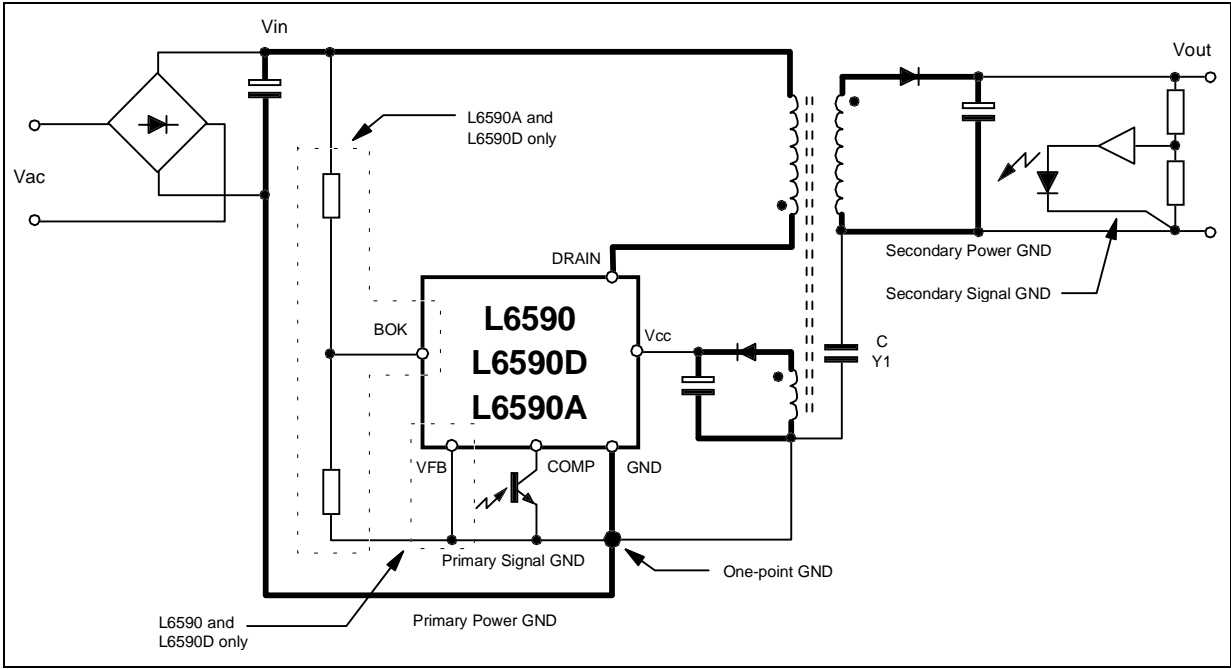 Vin
Vout
L6590A and
L6590D only
Vac
Secondary Power GND
DRAIN
Secondary Signal GND
L6590
BOK
Vcc
L6590D
C
Y1
L6590A
VFB
COMP
GND
Primary Signal GND
One-point GND
L6590 and
L6590D only
Primary Power GND